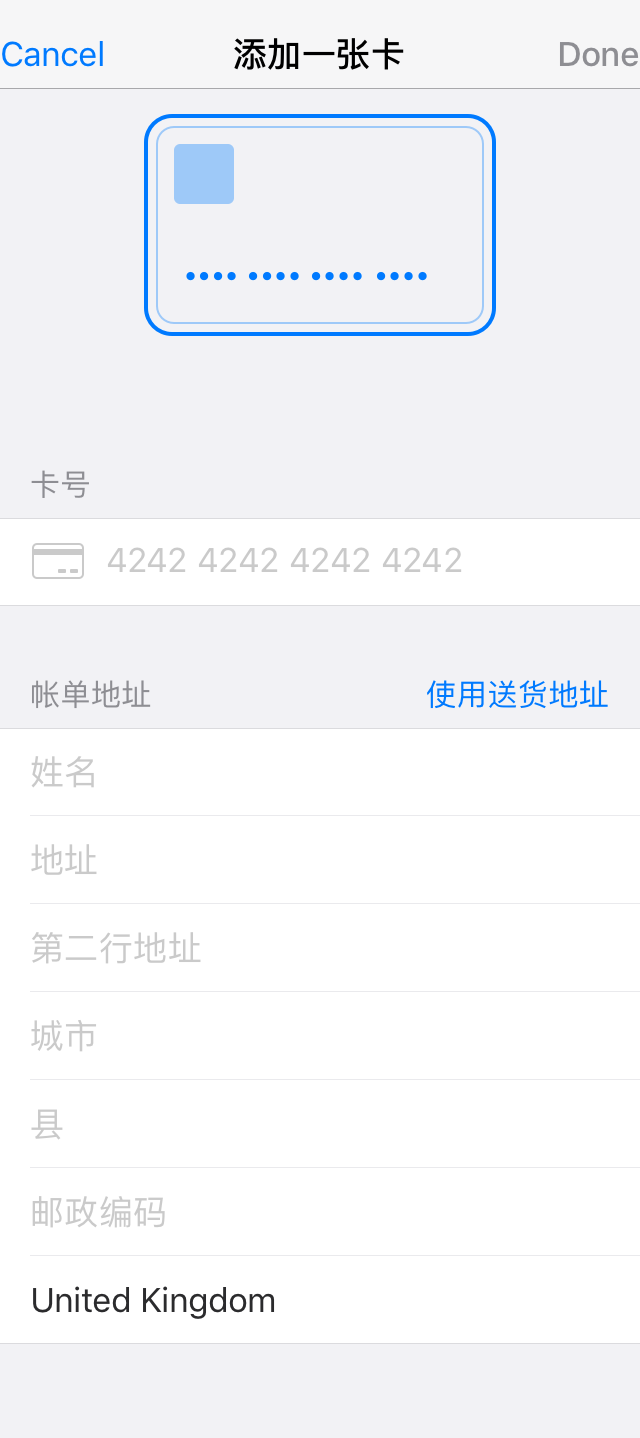 Cancel
添加一张卡
Done
•••• •••• •••• ••••
卡号
4242 4242 4242 4242
帐单地址
使用送货地址
姓名
地址
第二行地址
城市
县
邮政编码
United Kingdom